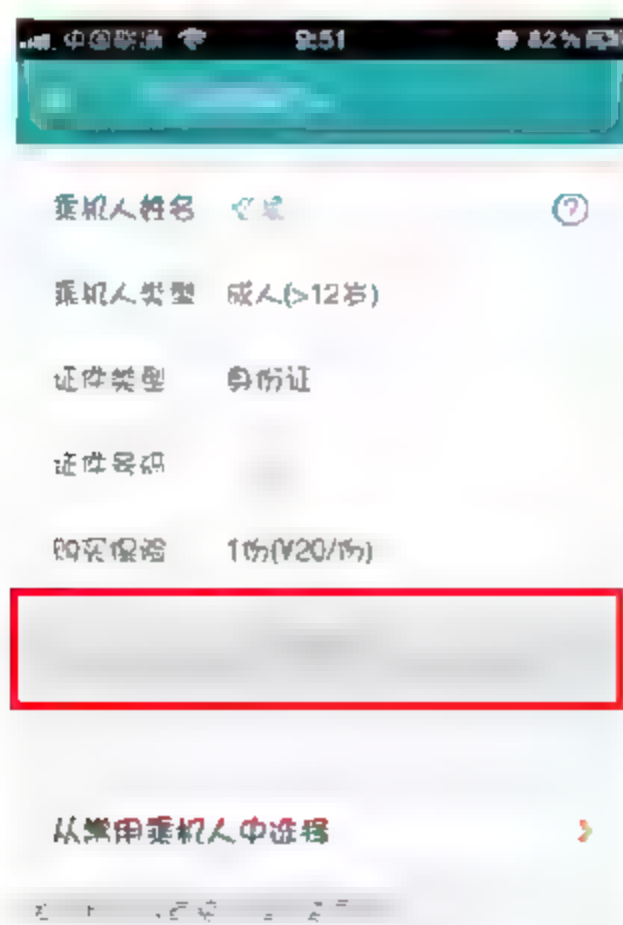 中国联通 9:51 82%
乘机人姓名
乘机人类型 成人(>12岁)
证件类型 身份证
证件号码
购买保险 1份(¥20/份)
从常用乘机人中选择